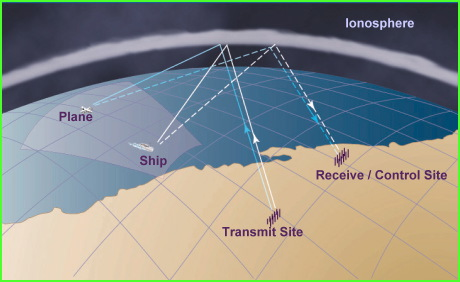 Ionosphere
Plane
Ship
Receive / Control Site
Transmit Site